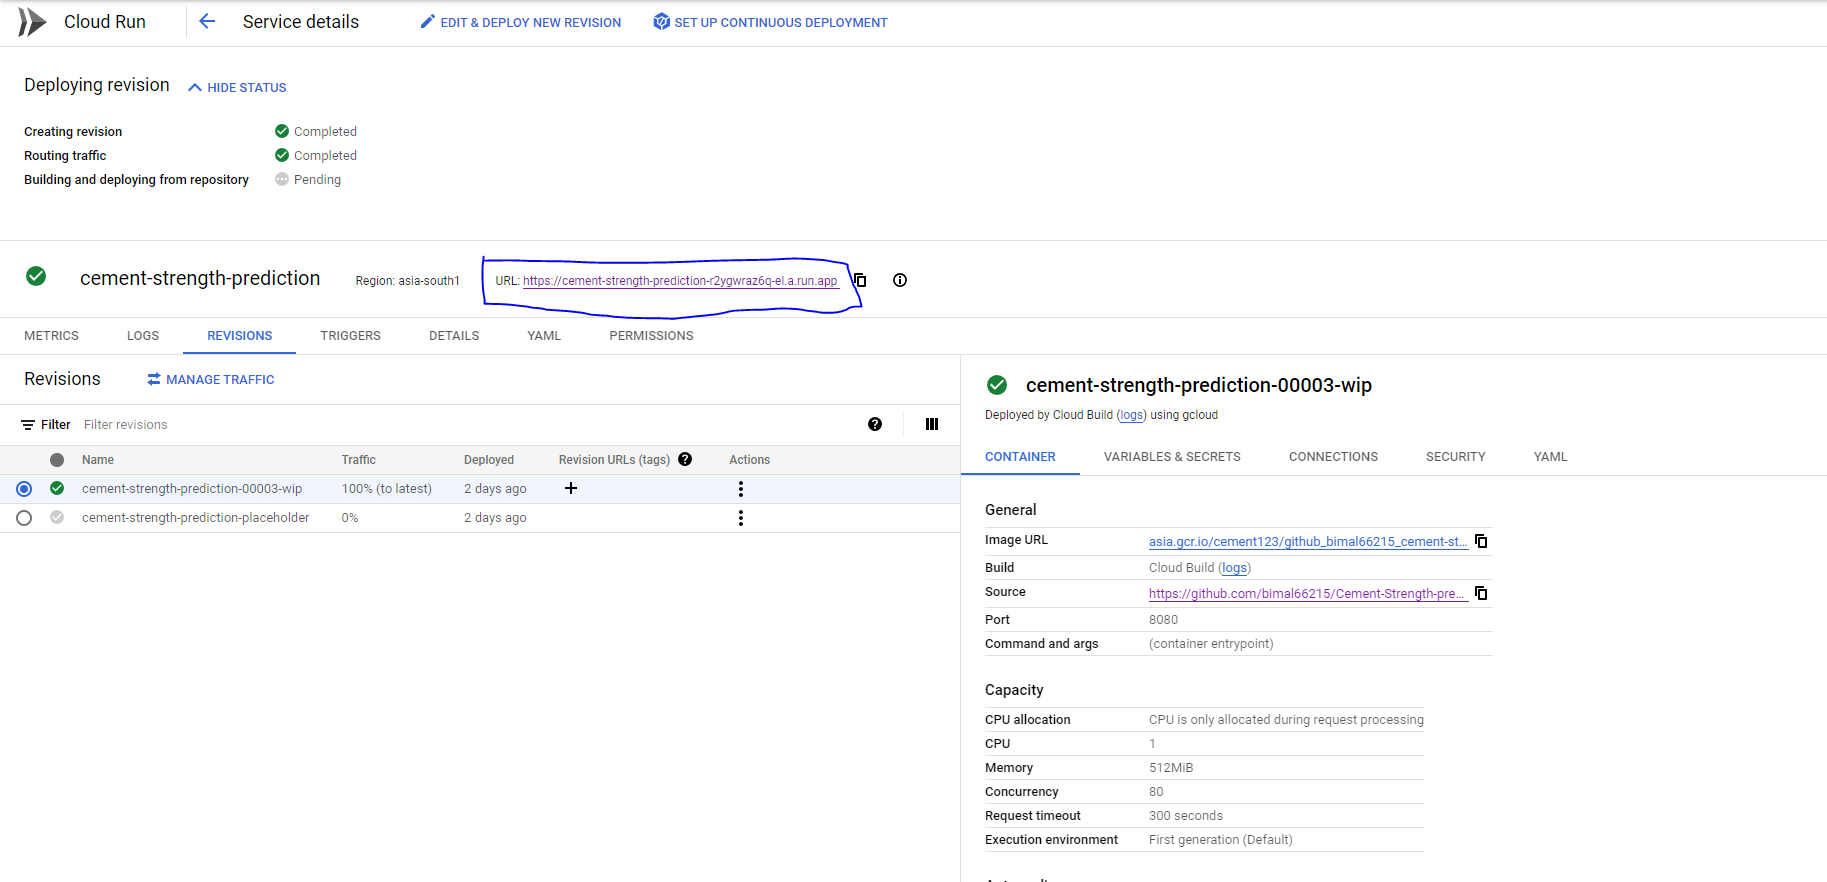 Cloud Run
Service details
EDIT & DEPLOY NEW REVISION
SET UP CONTINUOUS DEPLOYMENT
Deploying revision
HIDE STATUS
Creating revision Completed
Routing traffic Completed
Building and deploying from repository Pending
cement-strength-prediction
Region: asia-south1
URL: https://cement-strength-prediction-r2ygwraz6q-el.a.run.app
METRICS LOGS REVISIONS TRIGGERS DETAILS YAML PERMISSIONS
Revisions
MANAGE TRAFFIC
Filter Filter revisions
Name Traffic Deployed Revision URLs (tags) Actions
cement-strength-prediction-00003-wip 100% (to latest) 2 days ago
cement-strength-prediction-placeholder 0% 2 days ago
cement-strength-prediction-00003-wip
Deployed by Cloud Build (logs) using gcloud
CONTAINER VARIABLES & SECRETS CONNECTIONS SECURITY YAML
General
Image URL asia.gcr.io/cement123/github_bimal66215_cement-st...
Build Cloud Build (logs)
Source https://github.com/bimal66215/Cement-Strength-pre...
Port 8080
Command and args (container entrypoint)
Capacity
CPU allocation CPU is only allocated during request processing
CPU 1
Memory 512MiB
Concurrency 80
Request timeout 300 seconds
Execution environment First generation (Default)